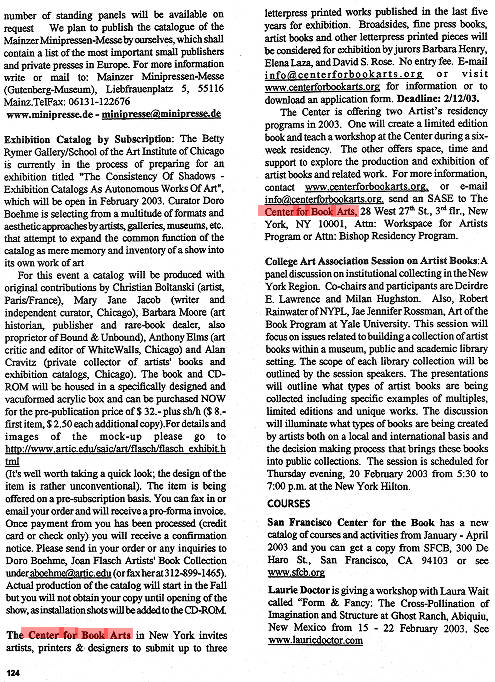 number of standing panels will be available on
request We plan to publish the catalogue of the
Mainzer Minipressen-Messe by ourselves, which shall
contain a list of the most important small publishers
and private presses in Europe. For more information
write or mail to: Mainzer Minipressen-Messe
(Gutenberg-Museum), Liebfrauenplatz 5, 55116
Mainz.TelFax: 06131-122676
www.minipresse.de - minipresse@minipresse.de
Exhibition Catalog by Subscription: The Betty
Rymer Gallery/School of the Art Institute of Chicago
is currently in the process of preparing for an
exhibition titled "The Consistency Of Shadows -
Exhibition Catalogs As Autonomous Works Of Art",
which will be open in February 2003. Curator Doro
Boehme is selecting from a multitude of formats and
aesthetic approaches by artists, galleries, museums, etc.
that attempt to expand the common function of the
catalog as mere memory and inventory of a show into
its own work of art
For this event a catalog will be produced with
original contributions by Christian Boltanski (artist,
Paris/France), Mary Jane Jacob (writer and
independent curator, Chicago), Barbara Moore (art
historian, publisher and rare-book dealer, also
proprietor of Bound & Unbound), Anthony Elms (art
critic and editor of WhiteWalls, Chicago) and Alan
Cravitz (private collector of artists' books and
exhibition catalogs, Chicago). The book and CD-
ROM will be housed in a specifically designed and
vacuformed acrylic box and can be purchased NOW
for the pre-publication price of $ 32.- plus sh/h ($ 8.-
first item, $ 2.50 each additional copy).For details and
images of the mock-up please go to
http://www.artic.edu/saic/art/flasch/flasch_exhibit.h
tml
(It's well worth taking a quick look; the design of the
item is rather unconventional). The item is being
offered on a pre-subscription basis. You can fax in or
email your order and will receive a pro-forma invoice.
Once payment from you has been processed (credit
card or check only) you will receive a confirmation
notice. Please send in your order or any inquiries to
Doro Boehme, Joan Flasch Artists' Book Collection
under aboehme@artic.edu (or fax her at 312-899-1465).
Actual production of the catalog will start in the Fall
but you will not obtain your copy until opening of the
show, as installation shots will be added to the CD-ROM.
The Center for Book Arts in New York invites
artists, printers & designers to submit up to three
124
letterpress printed works published in the last five
years for exhibition. Broadsides, fine press books,
artist books and other letterpress printed pieces will
be considered for exhibition by jurors Barbara Henry,
Elena Laza, and David S. Rose. No entry fee. E-mail
info@centerforbookarts.org or visit
www.centerforbookarts.org for information or to
download an application form. Deadline: 2/12/03.
The Center is offering two Artist's residency
programs in 2003. One will create a limited edition
book and teach a workshop at the Center during a six-
week residency. The other offers space, time and
support to explore the production and exhibition of
artist books and related work. For more information,
contact www.centerforbookarts.org, or e-mail
info@centerforbookarts.org, send an SASE to The
Center for Book Arts, 28 West 27th St., 3rd flr., New
York, NY 10001, Attn: Workspace for Artists
Program or Attn: Bishop Residency Program.
College Art Association Session on Artist Books: A
panel discussion on institutional collecting in the New
York Region. Co-chairs and participants are Deirdre
E. Lawrence and Milan Hughston. Also, Robert
Rainwater of NYPL, Jae Jennifer Rossman, Art of the
Book Program at Yale University. This session will
focus on issues related to building a collection of artist
books within a museum, public and academic library
setting. The scope of each library collection will be
outlined by the session speakers. The presentations
will outline what types of artist books are being
collected including specific examples of multiples,
limited editions and unique works. The discussion
will illuminate what types of books are being created
by artists both on a local and international basis and
the decision making process that brings these books
into public collections. The session is scheduled for
Thursday evening, 20 February 2003 from 5:30 to
7:00 p.m. at the New York Hilton.
COURSES
San Francisco Center for the Book has a new
catalog of courses and activities from January - April
2003 and you can get a copy from SFCB, 300 De
Haro St., San Francisco, CA 94103 or see
www.sfcb.org
Laurie Doctor is giving a workshop with Laura Wait
called "Form & Fancy: The Cross-Pollination of
Imagination and Structure at Ghost Ranch, Abiquiu,
New Mexico from 15 - 22 February 2003. See
www.lauriedoctor.com